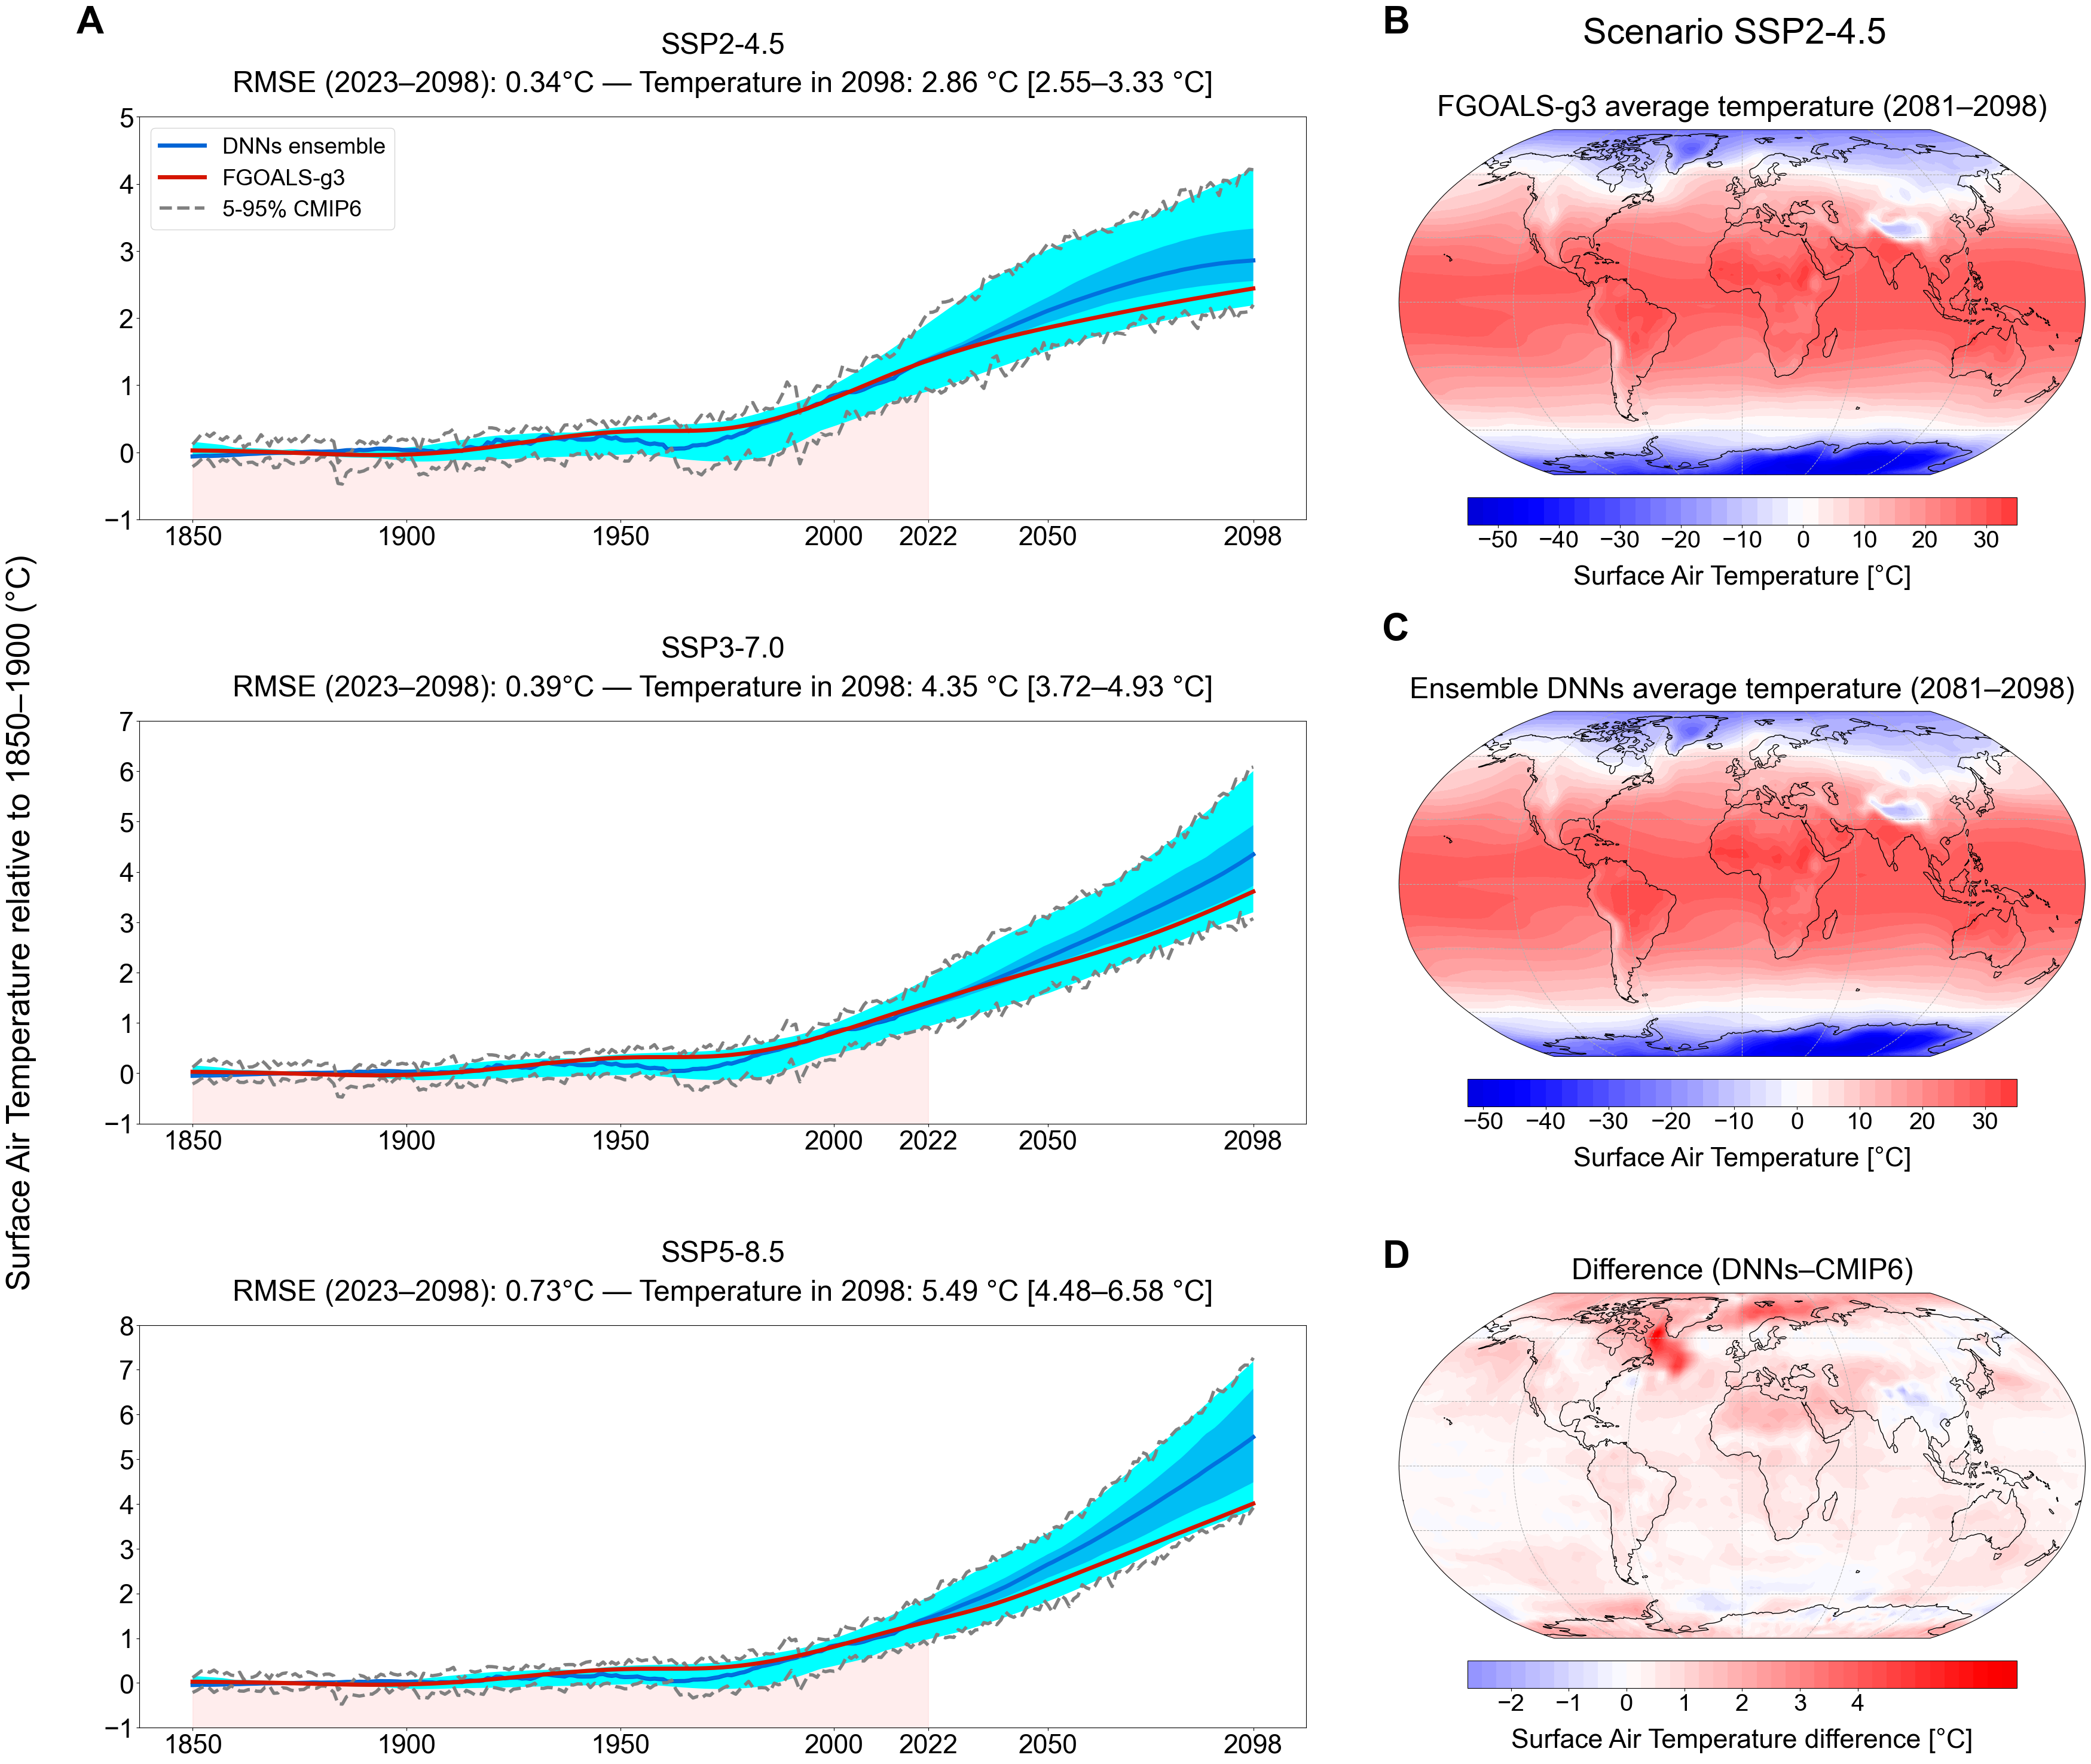 A
SSP2-4.5
RMSE (2023–2098): 0.34°C — Temperature in 2098: 2.86 °C [2.55–3.33 °C]
5
4
3
2
1
0
−1
DNNs ensemble
FGOALS-g3
5-95% CMIP6
1850 1900 1950 2000 2022 2050 2098
Surface Air Temperature relative to 1850–1900 (°C)
SSP3-7.0
RMSE (2023–2098): 0.39°C — Temperature in 2098: 4.35 °C [3.72–4.93 °C]
7
6
5
4
3
2
1
0
−1
1850 1900 1950 2000 2022 2050 2098
SSP5-8.5
RMSE (2023–2098): 0.73°C — Temperature in 2098: 5.49 °C [4.48–6.58 °C]
8
7
6
5
4
3
2
1
0
−1
1850 1900 1950 2000 2022 2050 2098
B
Scenario SSP2-4.5
FGOALS-g3 average temperature (2081–2098)
−50 −40 −30 −20 −10 0 10 20 30
Surface Air Temperature [°C]
C
Ensemble DNNs average temperature (2081–2098)
−50 −40 −30 −20 −10 0 10 20 30
Surface Air Temperature [°C]
D
Difference (DNNs–CMIP6)
−2 −1 0 1 2 3 4
Surface Air Temperature difference [°C]